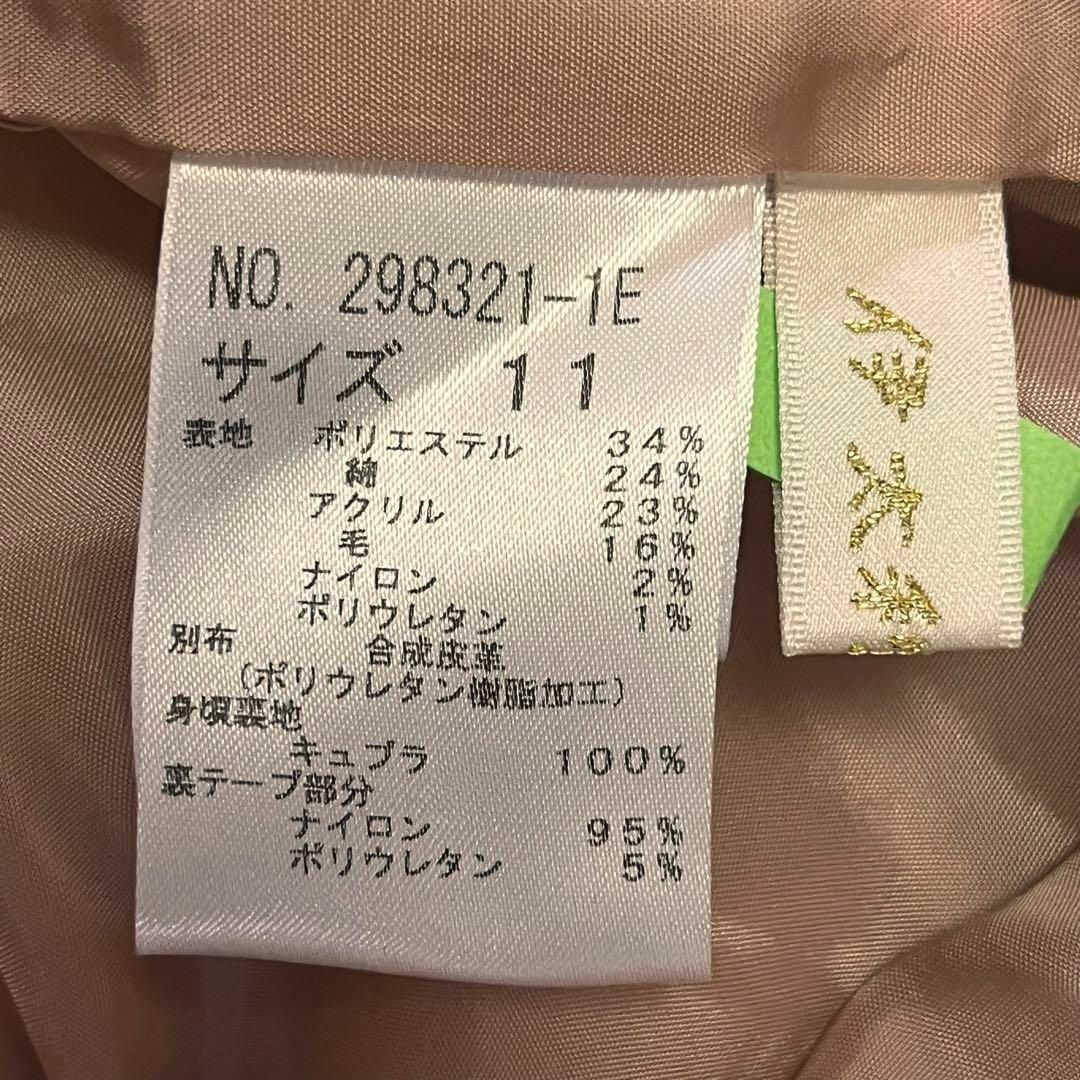 NO. 298321-1E
サイズ 11
表地 ポリエステル 34%
綿 24%
アクリル 23%
毛 16%
ナイロン 2%
ポリウレタン 1%
別布 合成皮革
(ポリウレタン樹脂加工)
身頃裏地
キュプラ 100%
裏テープ部分
ナイロン 95%
ポリウレタン 5%
伊太利